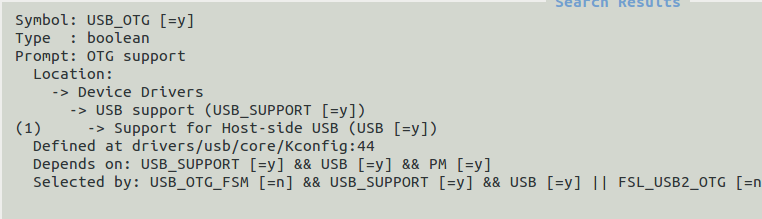 Search Results
Symbol: USB_OTG [=y]
Type  : boolean
Prompt: OTG support
  Location:
    -> Device Drivers
      -> USB support (USB_SUPPORT [=y])
(1)     -> Support for Host-side USB (USB [=y])
  Defined at drivers/usb/core/Kconfig:44
  Depends on: USB_SUPPORT [=y] && USB [=y] && PM [=y]
  Selected by: USB_OTG_FSM [=n] && USB_SUPPORT [=y] && USB [=y] || FSL_USB2_OTG [=n